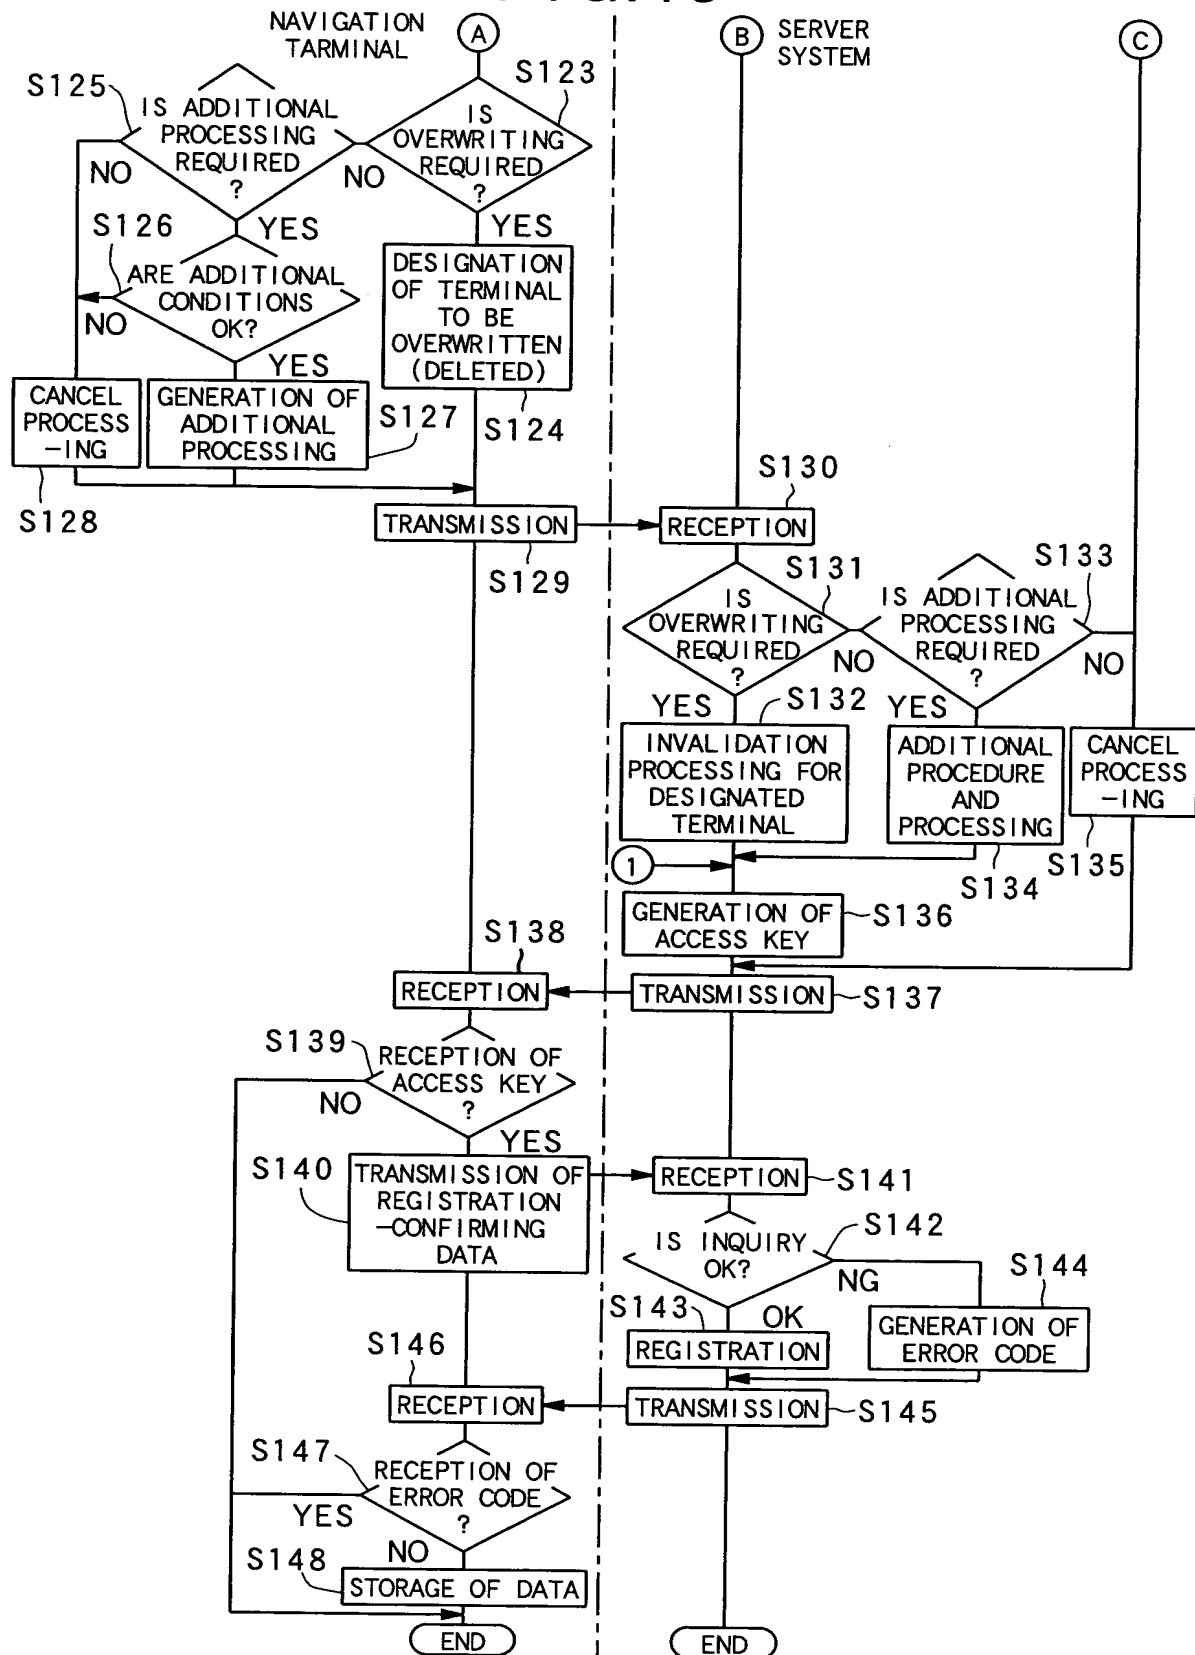 NAVIGATION
TARMINAL
A
B
SERVER
SYSTEM
C
S125
S123
IS ADDITIONAL
PROCESSING
REQUIRED
?
NO
IS
OVERWRITING
REQUIRED
?
NO
YES
S126
YES
ARE ADDITIONAL
CONDITIONS
OK?
NO
YES
DESIGNATION
OF TERMINAL
TO BE
OVERWRITTEN
(DELETED)
S124
CANCEL
PROCESS
-ING
S128
GENERATION OF
ADDITIONAL
PROCESSING
S127
TRANSMISSION
S129
S130
RECEPTION
S131
IS
OVERWRITING
REQUIRED
?
NO
YES
S133
IS ADDITIONAL
PROCESSING
REQUIRED
?
NO
YES
S132
INVALIDATION
PROCESSING FOR
DESIGNATED
TERMINAL
ADDITIONAL
PROCEDURE
AND
PROCESSING
S134
CANCEL
PROCESS
-ING
S135
1
GENERATION OF
ACCESS KEY
S136
S138
RECEPTION
TRANSMISSION
S137
S139
RECEPTION OF
ACCESS KEY
?
NO
YES
S140
TRANSMISSION OF
REGISTRATION
-CONFIRMING
DATA
RECEPTION
S141
IS INQUIRY
OK?
S142
NG
OK
S143
REGISTRATION
S144
GENERATION OF
ERROR CODE
S146
RECEPTION
TRANSMISSION
S145
S147
RECEPTION OF
ERROR CODE
?
YES
NO
S148
STORAGE OF DATA
END
END